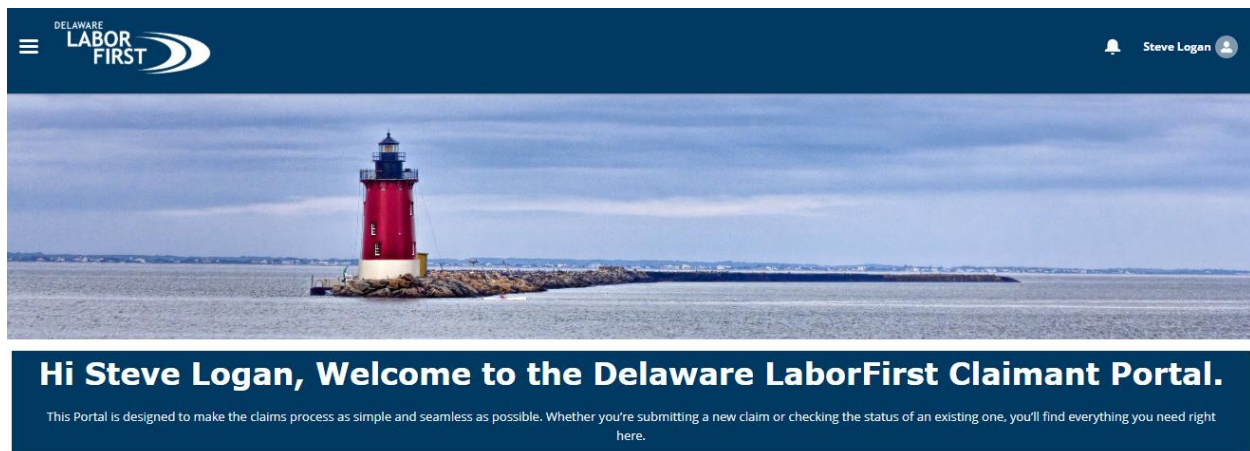 DELAWARE
LABOR
FIRST
Steve Logan
Hi Steve Logan, Welcome to the Delaware LaborFirst Claimant Portal.
This Portal is designed to make the claims process as simple and seamless as possible. Whether you're submitting a new claim or checking the status of an existing one, you'll find everything you need right
here.